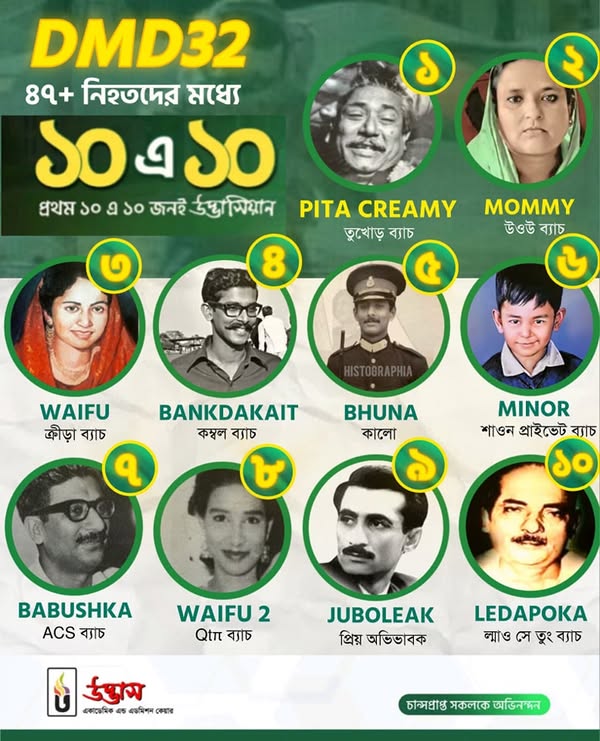 DMD32
৪৭+ নিহতদের মধ্যে
১০ এ ১০
প্রথম ১০ এ ১০ জনই উদ্ভাসিয়ান
১
PITA CREAMY
তুখোড় ব্যাচ
২
MOMMY
উওউ ব্যাচ
৩
WAIFU
ক্রীড়া ব্যাচ
৪
BANKDAKAIT
কম্বল ব্যাচ
৫
HISTOGRAPHIA
BHUNA
কালো
৬
MINOR
শাওন প্রাইভেট ব্যাচ
৭
BABUSHKA
ACS ব্যাচ
৮
WAIFU 2
Qtπ ব্যাচ
৯
JUBOLEAK
প্রিয় অভিভাবক
১০
LEDAPOKA
ল্মাও সে তুং ব্যাচ
U
উদ্ভাস
একাডেমিক এন্ড এডমিশন কেয়ার
চান্সপ্রাপ্ত সকলকে অভিনন্দন